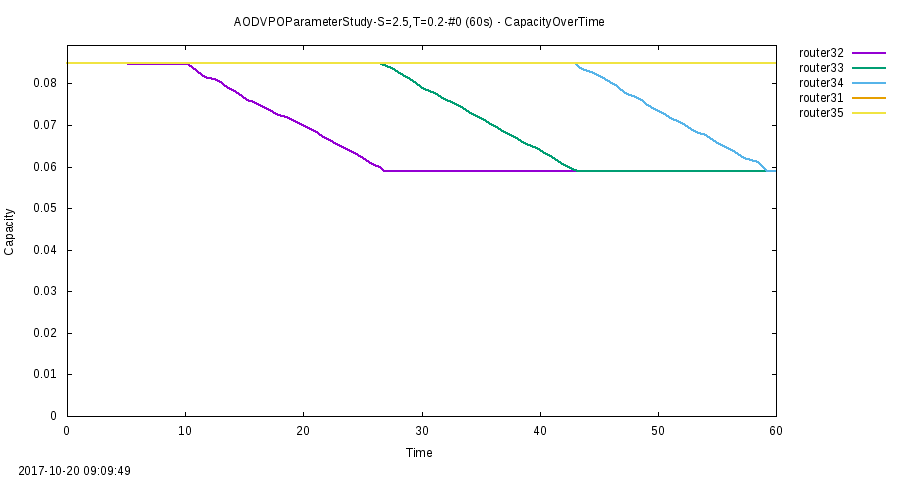 AODVPOParameterStudy-S=2.5,T=0.2-#0 (60s) - CapacityOverTime
router32
router33
router34
router31
router35
0.08
0.07
0.06
0.05
0.04
0.03
0.02
0.01
0
Capacity
0 10 20 30 40 50 60
Time
2017-10-20 09:09:49